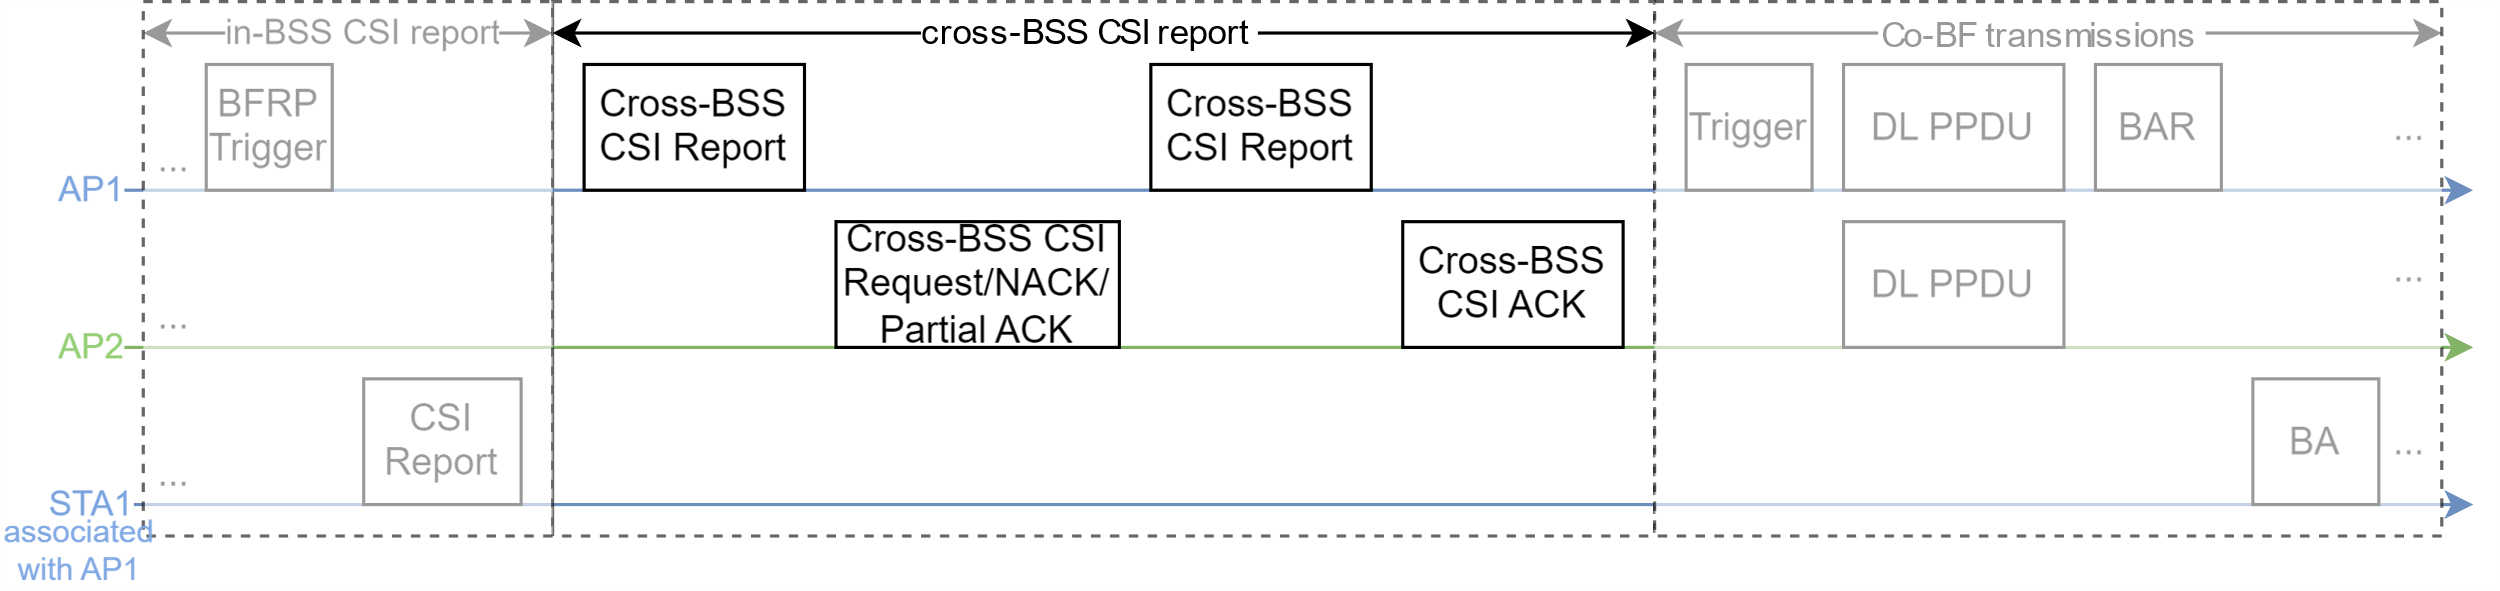 in-BSS CSI report
cross-BSS CSI report
Co-BF transmissions
BFRP
Trigger
Cross-BSS
CSI Report
Cross-BSS
CSI Report
Trigger
DL PPDU
BAR
...
...
AP1
Cross-BSS CSI
Request/NACK/
Partial ACK
Cross-BSS
CSI ACK
DL PPDU
...
...
AP2
CSI
Report
BA
...
...
STA1
associated
with AP1